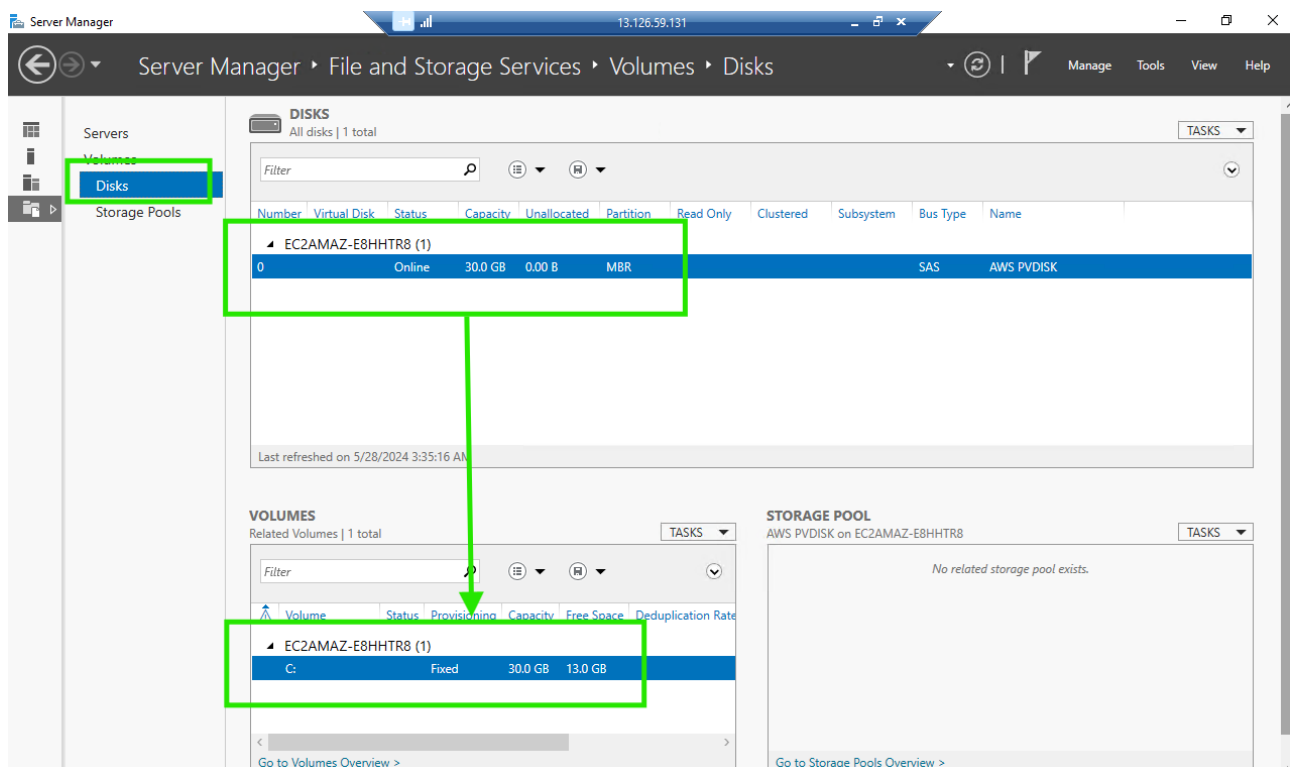 Server Manager
13.126.59.131
Server Manager ‣ File and Storage Services ‣ Volumes ‣ Disks
Manage Tools View Help
Servers
Volumes
Disks
Storage Pools
DISKS
All disks | 1 total
TASKS
Filter
Number Virtual Disk Status Capacity Unallocated Partition Read Only Clustered Subsystem Bus Type Name
EC2AMAZ-E8HHTR8 (1)
0 Online 30.0 GB 0.00 B MBR SAS AWS PVDISK
Last refreshed on 5/28/2024 3:35:16 AM
VOLUMES
Related Volumes | 1 total
TASKS
Filter
Volume Status Provisioning Capacity Free Space Deduplication Rate
EC2AMAZ-E8HHTR8 (1)
C: Fixed 30.0 GB 13.0 GB
Go to Volumes Overview >
STORAGE POOL
AWS PVDISK on EC2AMAZ-E8HHTR8
TASKS
No related storage pool exists.
Go to Storage Pools Overview >